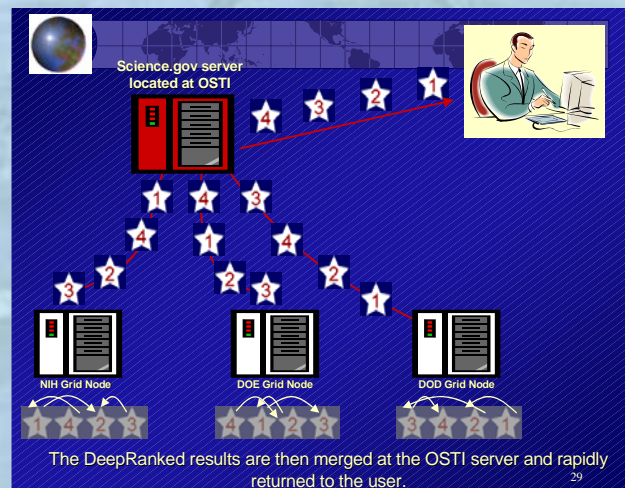 Science.gov server
located at OSTI
4 3 2 1
1 4 3
4 1 4
3 2 2 3 2 1
NIH Grid Node
DOE Grid Node
DOD Grid Node
1 4 2 3
4 1 2 3
3 4 2 1
The DeepRanked results are then merged at the OSTI server and rapidly
returned to the user.
29